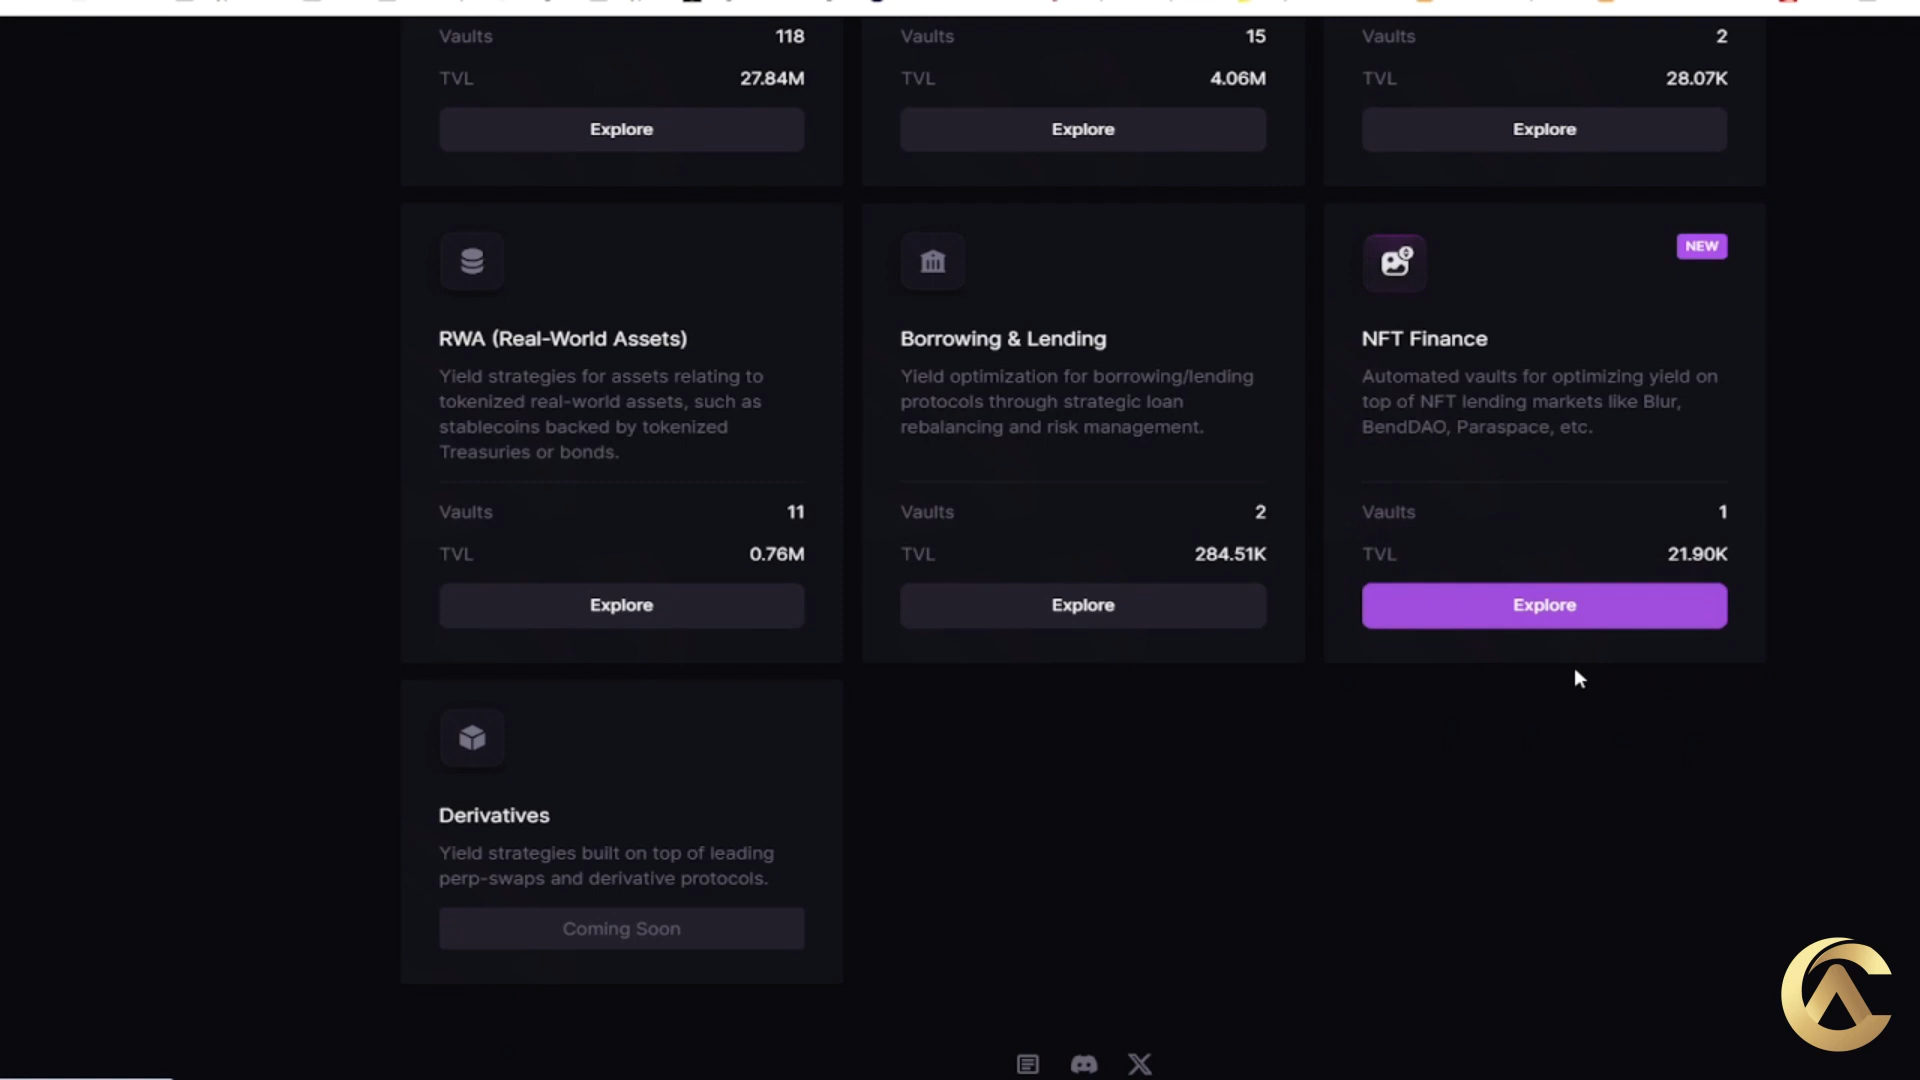 Vaults 118
TVL 27.84M
Explore
Vaults 15
TVL 4.06M
Explore
Vaults 2
TVL 28.07K
Explore
RWA (Real-World Assets)
Yield strategies for assets relating to
tokenized real-world assets, such as
stablecoins backed by tokenized
Treasuries or bonds.
Vaults 11
TVL 0.76M
Explore
Borrowing & Lending
Yield optimization for borrowing/lending
protocols through strategic loan
rebalancing and risk management.
Vaults 2
TVL 284.51K
Explore
NEW
NFT Finance
Automated vaults for optimizing yield on
top of NFT lending markets like Blur,
BendDAO, Paraspace, etc.
Vaults 1
TVL 21.90K
Explore
Derivatives
Yield strategies built on top of leading
perp-swaps and derivative protocols.
Coming Soon